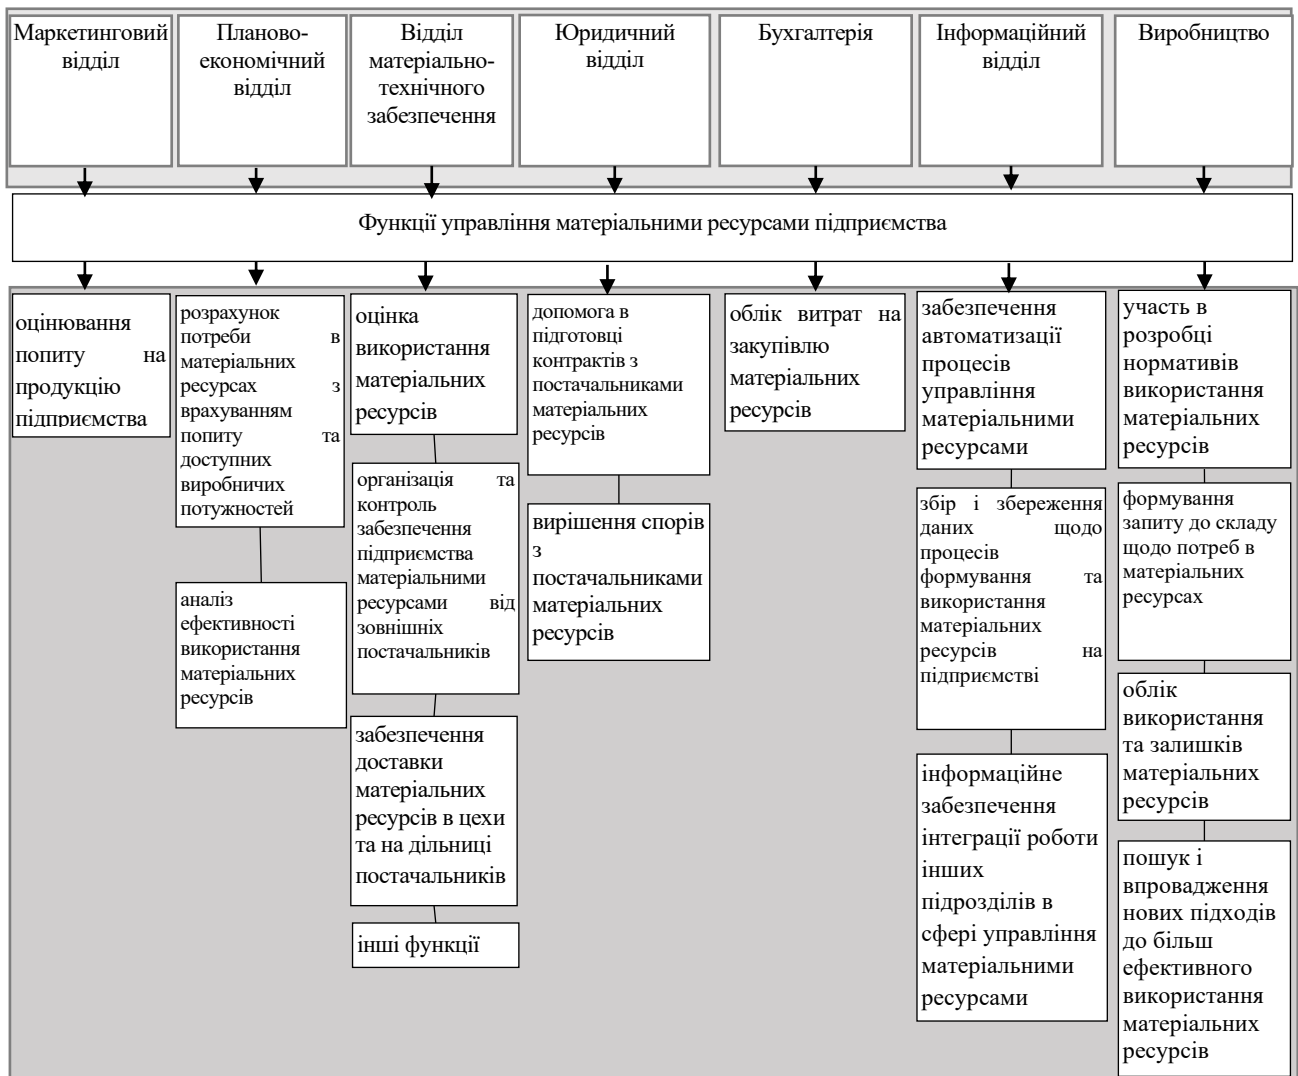 Маркетинговий
відділ
Планово-
економічний
відділ
Відділ
матеріально-
технічного
забезпечення
Юридичний
відділ
Бухгалтерія
Інформаційний
відділ
Виробництво
Функції управління матеріальними ресурсами підприємства
оцінювання
попиту на
продукцію
підприємства
розрахунок
потреби в
матеріальних
ресурсах з
врахуванням
попиту та
доступних
виробничих
потужностей
аналіз
ефективності
використання
матеріальних
ресурсів
оцінка
використання
матеріальних
ресурсів
організація та
контроль
забезпечення
підприємства
матеріальними
ресурсами від
зовнішніх
постачальників
забезпечення
доставки
матеріальних
ресурсів в цехи
та на дільниці
постачальників
інші функції
допомога в
підготовці
контрактів з
постачальниками
матеріальних
ресурсів
вирішення спорів
з
постачальниками
матеріальних
ресурсів
облік витрат на
закупівлю
матеріальних
ресурсів
забезпечення
автоматизації
процесів
управління
матеріальними
ресурсами
збір і збереження
даних щодо
процесів
формування та
використання
матеріальних
ресурсів на
підприємстві
інформаційне
забезпечення
інтеграції роботи
інших
підрозділів в
сфері управління
матеріальними
ресурсами
участь в
розробці
нормативів
використання
матеріальних
ресурсів
формування
запиту до складу
щодо потреб в
матеріальних
ресурсах
облік
використання
та залишків
матеріальних
ресурсів
пошук і
впровадження
нових підходів
до більш
ефективного
використання
матеріальних
ресурсів